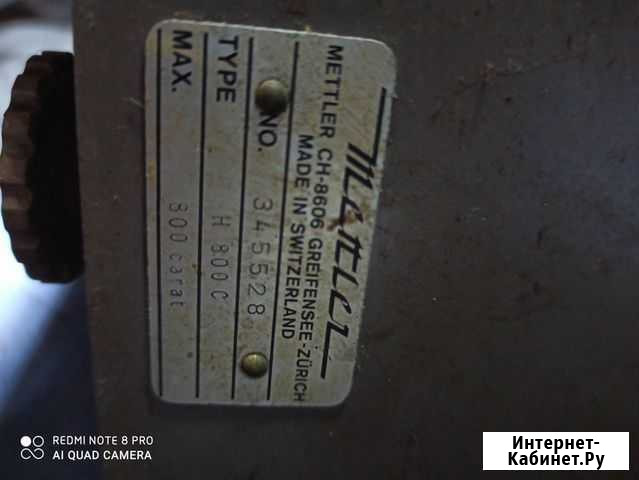 Mettler
METTLER CH-8606 GREIFENSEE-ZÜRICH
MADE IN SWITZERLAND
NO. 345528
TYPE H 800C
MAX. 800 carat
REDMI NOTE 8 PRO
AI QUAD CAMERA
Интернет-
Кабинет.Ру